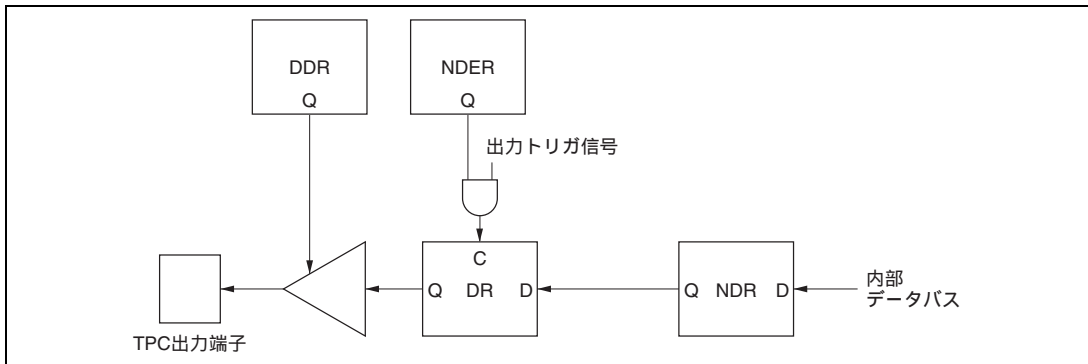 DDR
Q
NDER
Q
出力トリガ信号
C
Q DR D
Q NDR D
内部
データバス
TPC出力端子